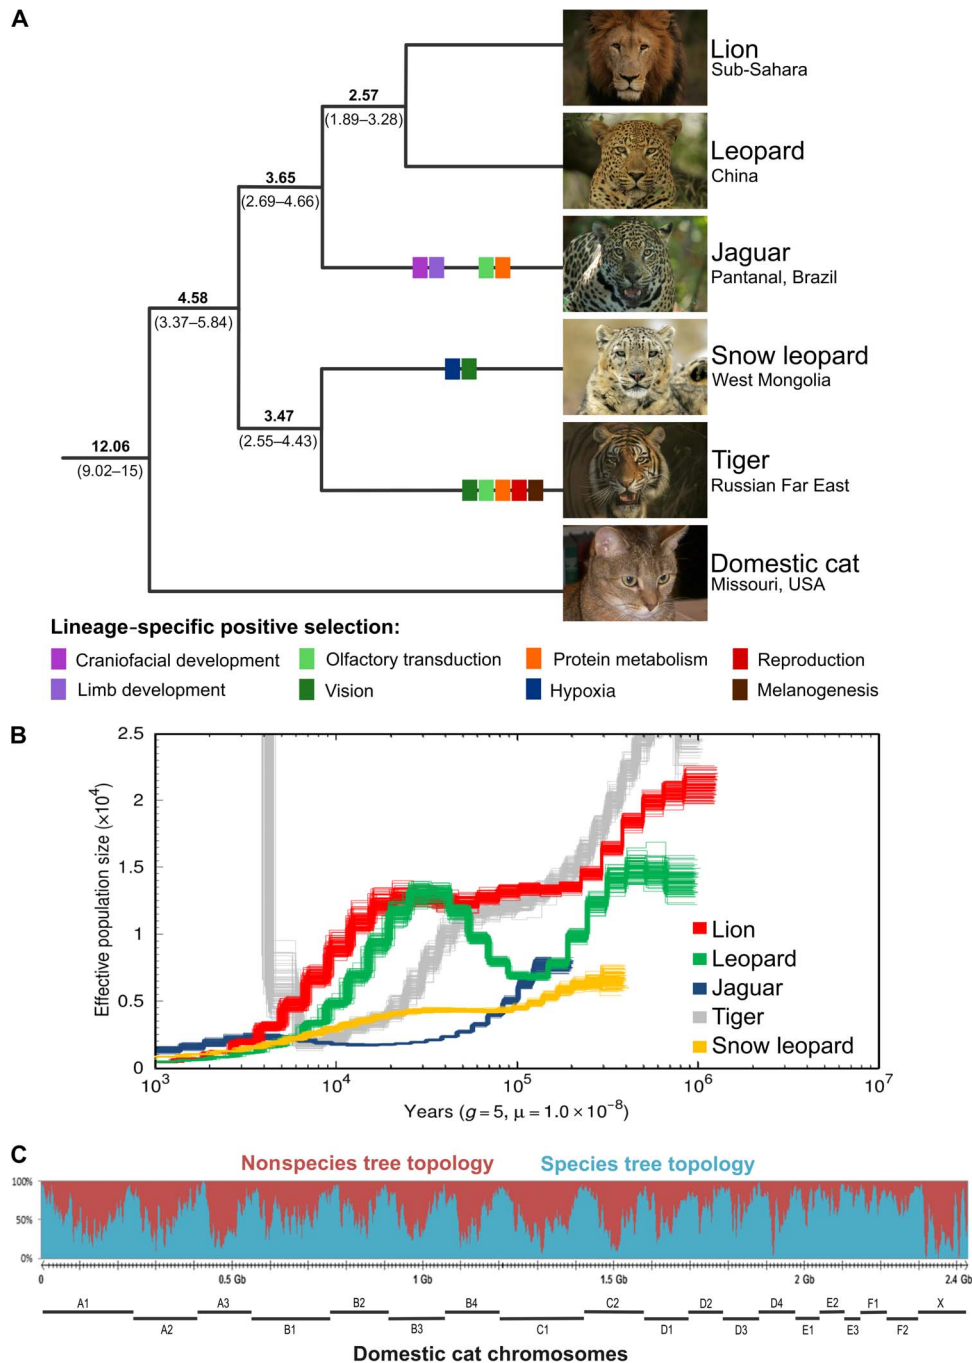 A
Lion
Sub-Sahara
2.57
(1.89–3.28)
Leopard
China
3.65
(2.69–4.66)
Jaguar
Pantanal, Brazil
4.58
(3.37–5.84)
Snow leopard
West Mongolia
3.47
(2.55–4.43)
12.06
(9.02–15)
Tiger
Russian Far East
Domestic cat
Missouri, USA
Lineage-specific positive selection:
Craniofacial development
Olfactory transduction
Protein metabolism
Reproduction
Limb development
Vision
Hypoxia
Melanogenesis
B
2.5
2
1.5
1
0.5
0
Effective population size (×10⁴)
Lion
Leopard
Jaguar
Tiger
Snow leopard
10³
10⁴
10⁵
10⁶
10⁷
Years (g = 5, μ = 1.0 × 10⁻⁸)
C
Nonspecies tree topology
Species tree topology
100%
50%
0%
0
0.5 Gb
1 Gb
1.5 Gb
2 Gb
2.4 Gb
A1
A3
B2
B4
C2
D2
D4
E2
F1
X
A2
B1
B3
C1
D1
D3
E1
E3
F2
Domestic cat chromosomes